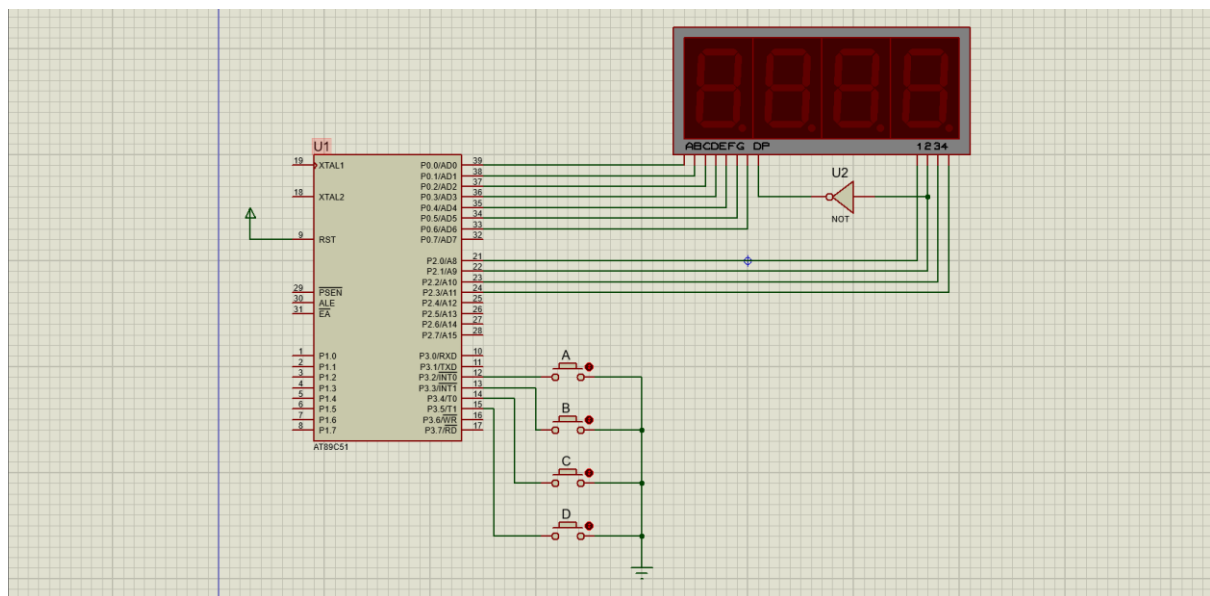 ABCDEFG DP
1234
U2
NOT
U1
19 XTAL1
18 XTAL2
9 RST
29 PSEN
30 ALE
31 EA
1 P1.0
2 P1.1
3 P1.2
4 P1.3
5 P1.4
6 P1.5
7 P1.6
8 P1.7
P0.0/AD0 39
P0.1/AD1 38
P0.2/AD2 37
P0.3/AD3 36
P0.4/AD4 35
P0.5/AD5 34
P0.6/AD6 33
P0.7/AD7 32
P2.0/A8 21
P2.1/A9 22
P2.2/A10 23
P2.3/A11 24
P2.4/A12 25
P2.5/A13 26
P2.6/A14 27
P2.7/A15 28
P3.0/RXD 10
P3.1/TXD 11
P3.2/INT0 12
P3.3/INT1 13
P3.4/T0 14
P3.5/T1 15
P3.6/WR 16
P3.7/RD 17
AT89C51
A
B
C
D